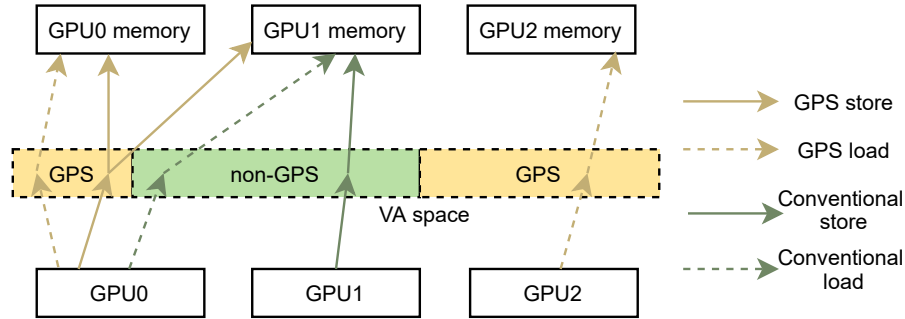 GPU0 memory
GPU1 memory
GPU2 memory
GPS store
GPS load
GPS
non-GPS
GPS
VA space
Conventional
store
Conventional
load
GPU0
GPU1
GPU2